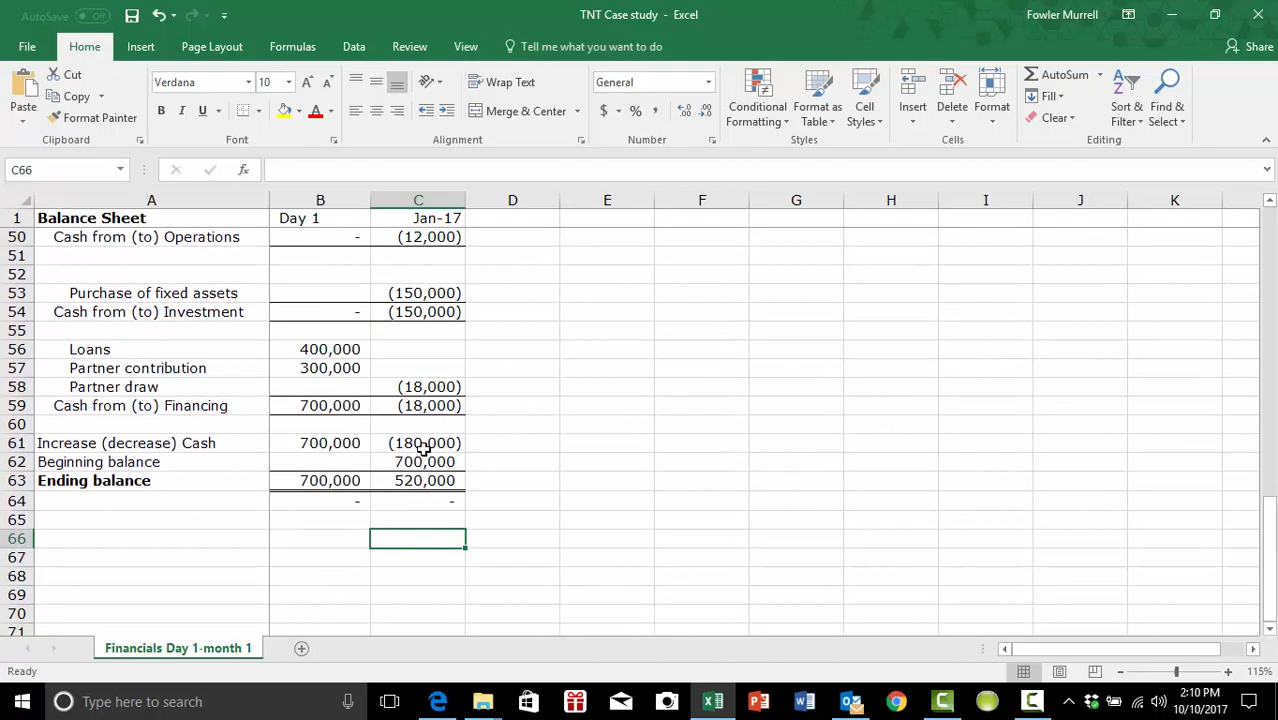 AutoSave Off TNT Case study - Excel Fowler Murrell
File Home Insert Page Layout Formulas Data Review View Tell me what you want to do Share
Paste Cut Copy Format Painter Clipboard
Verdana 10 A A B I U A Font
Wrap Text Merge & Center Alignment
General $ % , Number
Conditional Formatting Format as Table Cell Styles Styles
Insert Delete Format Cells
AutoSum Fill Clear Sort & Filter Find & Select Editing
C66 fx
A B C D E F G H I J K
1 Balance Sheet Day 1 Jan-17
50 Cash from (to) Operations - (12,000)
51
52
53 Purchase of fixed assets (150,000)
54 Cash from (to) Investment - (150,000)
55
56 Loans 400,000
57 Partner contribution 300,000
58 Partner draw (18,000)
59 Cash from (to) Financing 700,000 (18,000)
60
61 Increase (decrease) Cash 700,000 (180,000)
62 Beginning balance 700,000
63 Ending balance 700,000 520,000
64 - -
65
66
67
68
69
70
71
Financials Day 1-month 1
Ready 115%
Type here to search 2:10 PM
10/10/2017